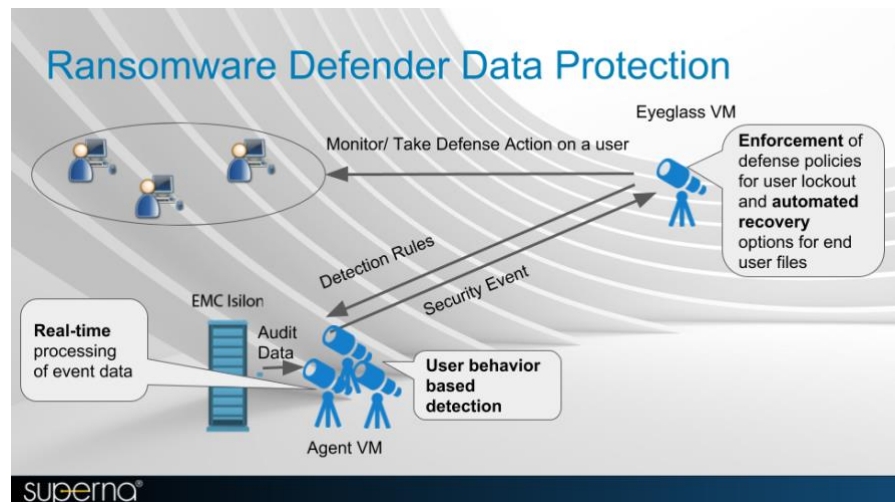 Ransomware Defender Data Protection
Eyeglass VM
Monitor/ Take Defense Action on a user
Enforcement of
defense policies
for user lockout
and automated
recovery
options for end
user files
Detection Rules
Security Event
EMC Isilon
Real-time
processing
of event data
Audit
Data
User behavior
based
detection
Agent VM
superna®